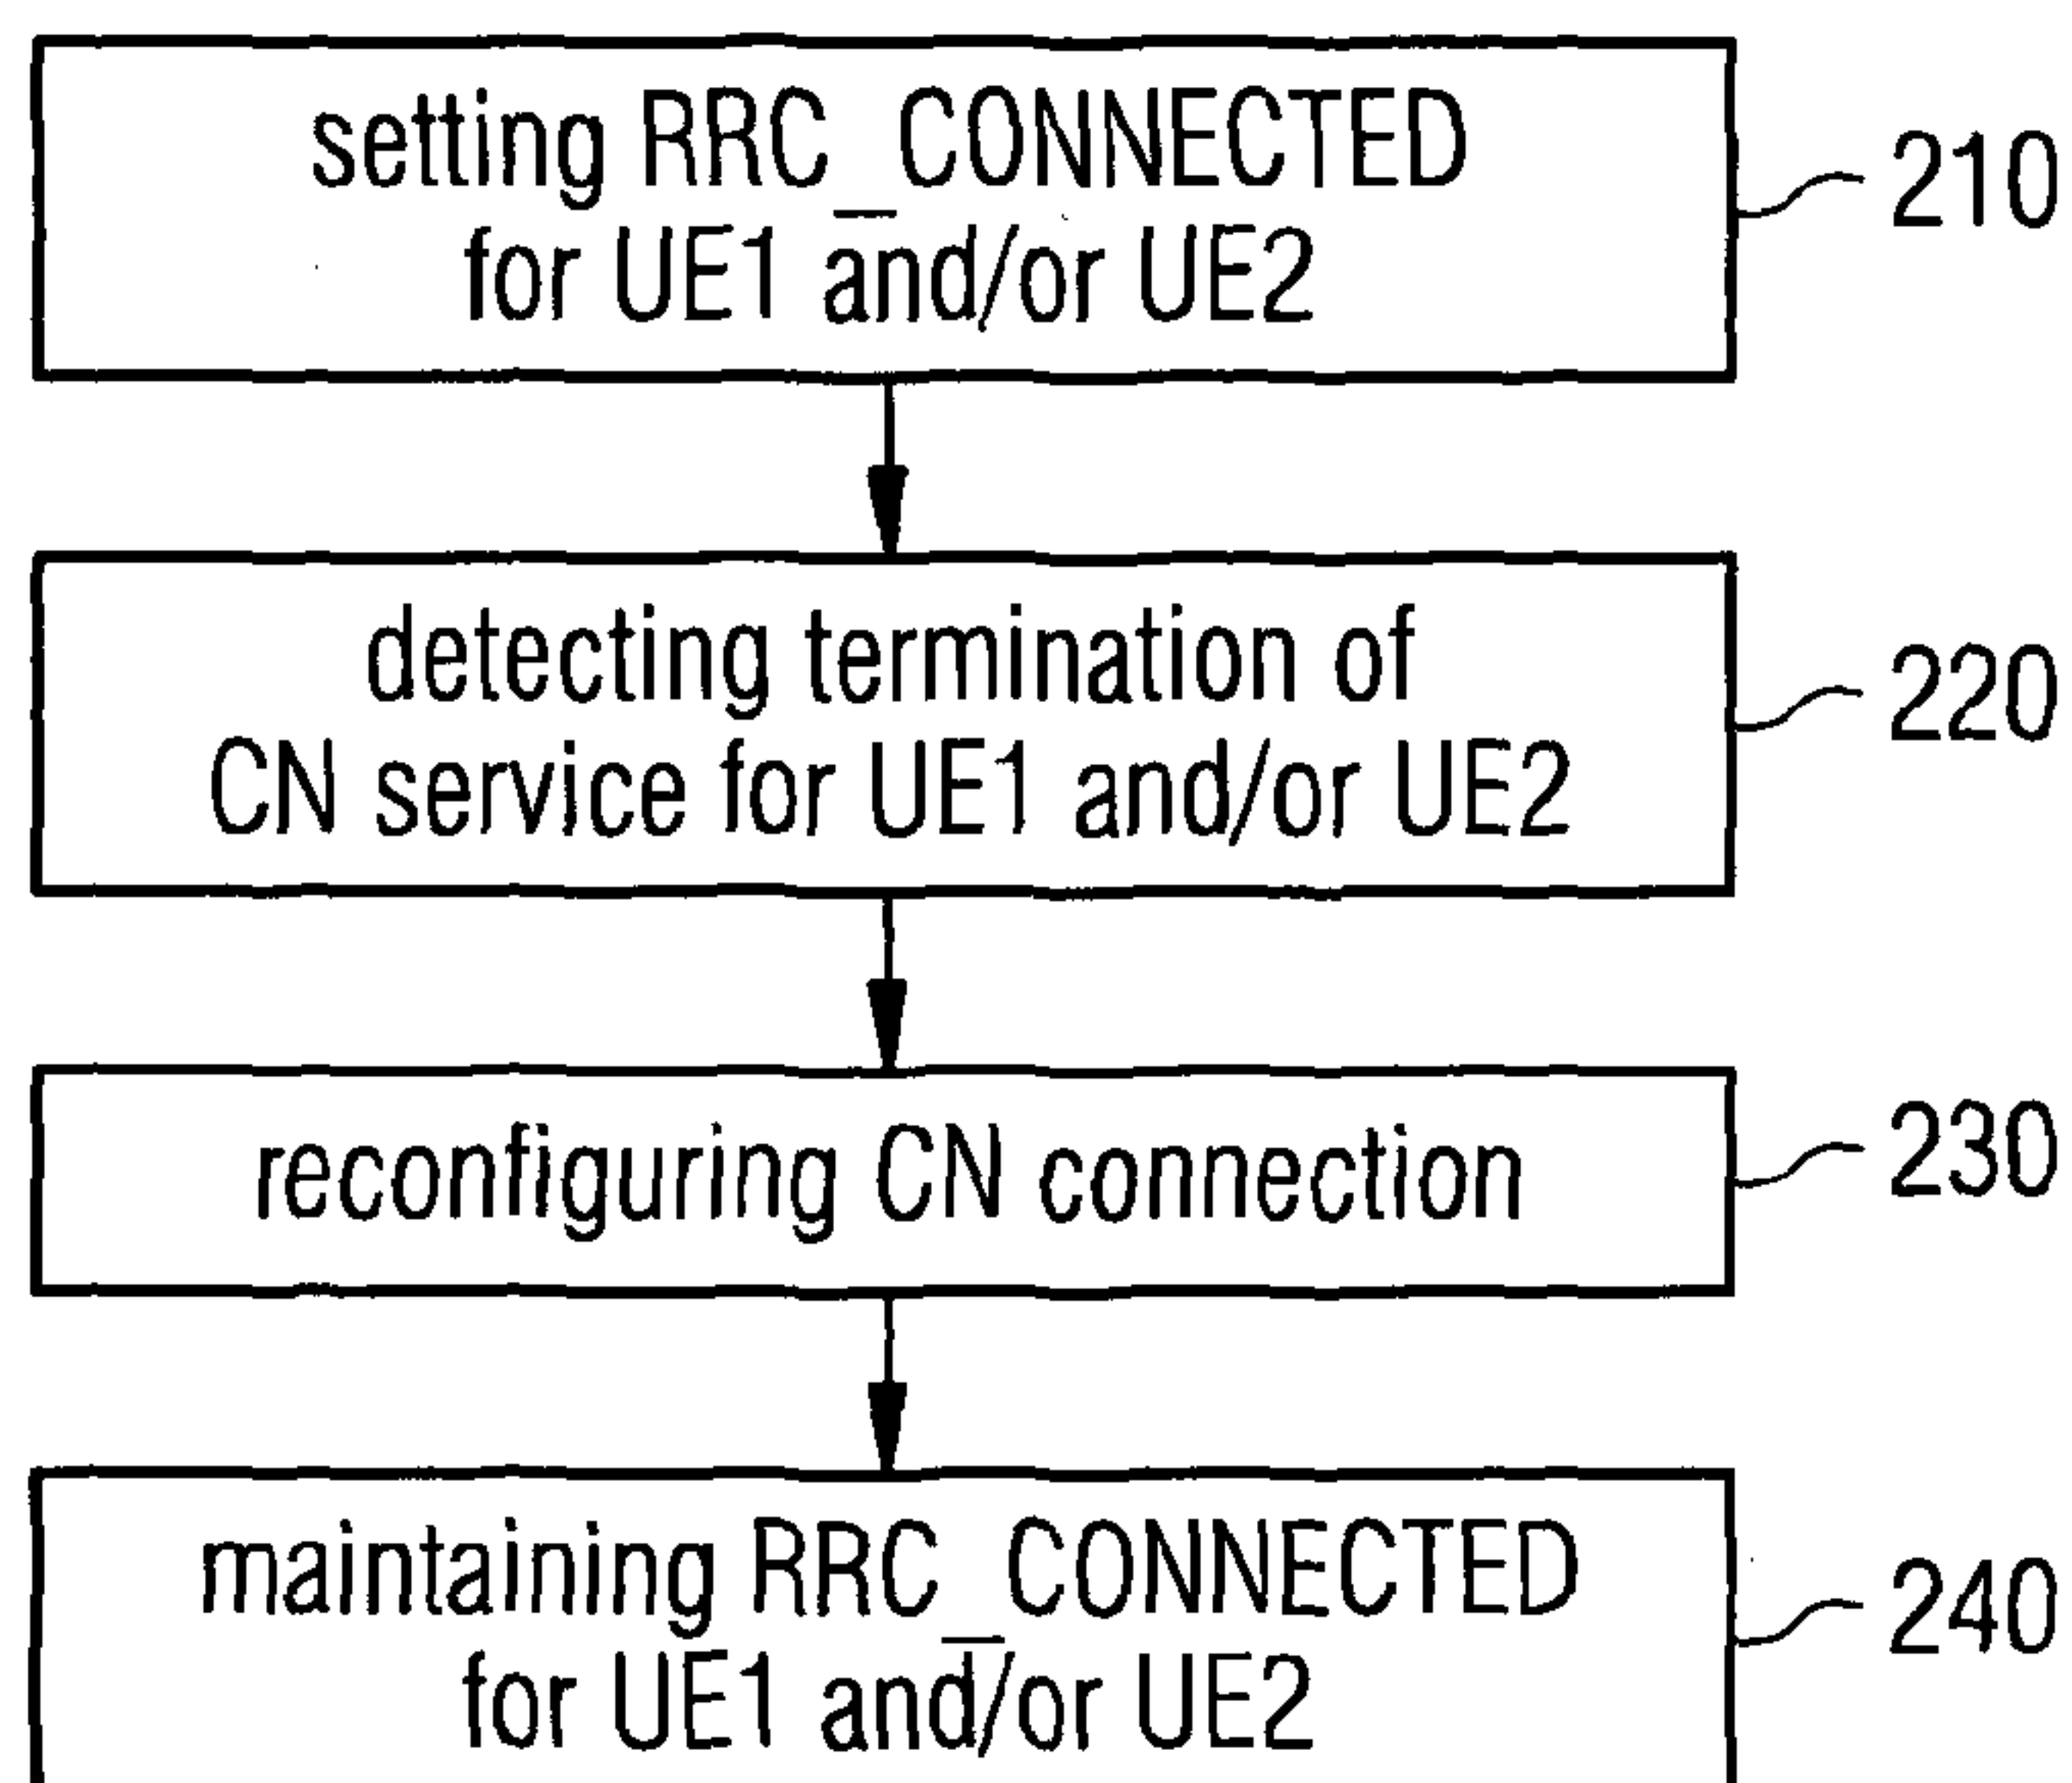 setting RRC_CONNECTED
for UE1 and/or UE2
210
detecting termination of
CN service for UE1 and/or UE2
220
reconfiguring CN connection
230
maintaining RRC_CONNECTED
for UE1 and/or UE2
240